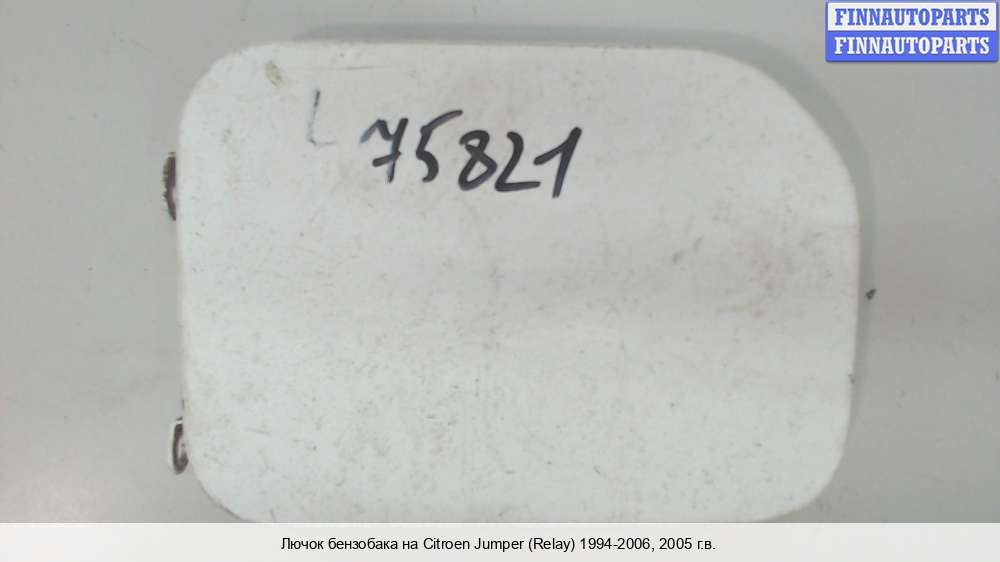 FINNAUTOPARTS
FINNAUTOPARTS
L 75821
Лючок бензобака на Citroen Jumper (Relay) 1994-2006, 2005 г.в.